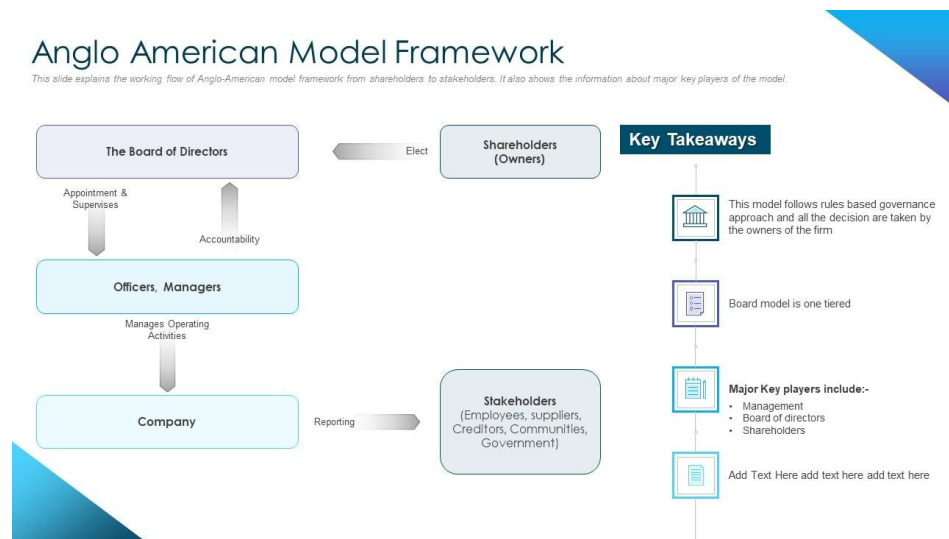 Anglo American Model Framework
This slide explains the working flow of Anglo-American model framework from shareholders to stakeholders. It also shows the information about major key players of the model.
The Board of Directors
Elect
Shareholders
(Owners)
Appointment &
Supervises
Accountability
Officers, Managers
Manages Operating
Activities
Company
Reporting
Stakeholders
(Employees, suppliers,
Creditors, Communities,
Government)
Key Takeaways
This model follows rules based governance
approach and all the decision are taken by
the owners of the firm
Board model is one tiered
Major Key players include:-
• Management
• Board of directors
• Shareholders
Add Text Here add text here add text here